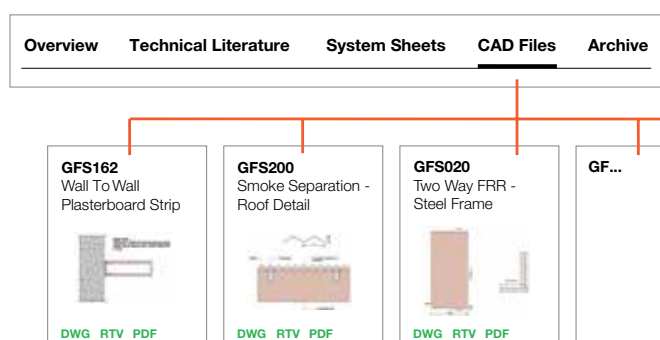 Overview Technical Literature System Sheets CAD Files Archive
GFS162
Wall To Wall
Plasterboard Strip
DWG RTV PDF
GFS200
Smoke Separation -
Roof Detail
DWG RTV PDF
GFS020
Two Way FRR -
Steel Frame
DWG RTV PDF
GF...